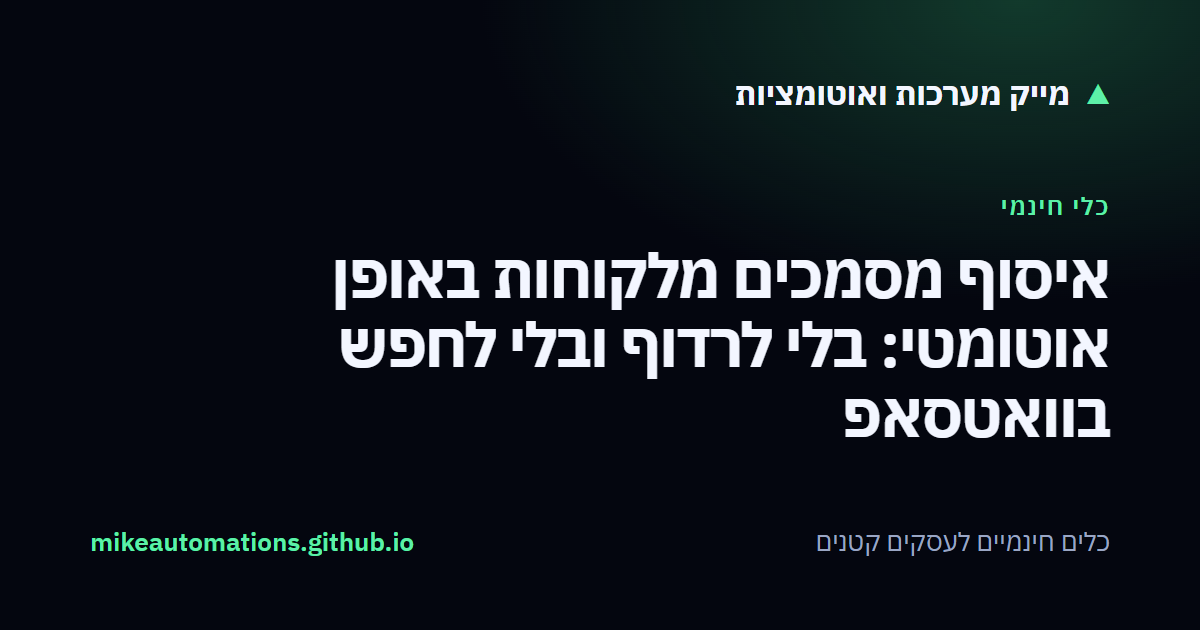 מייק מערכות ואוטומציות
כלי חינמי
איסוף מסמכים מלקוחות באופן
אוטומטי: בלי לרדוף ובלי לחפש
בוואטסאפ
כלים חינמיים לעסקים קטנים
mikeautomations.github.io